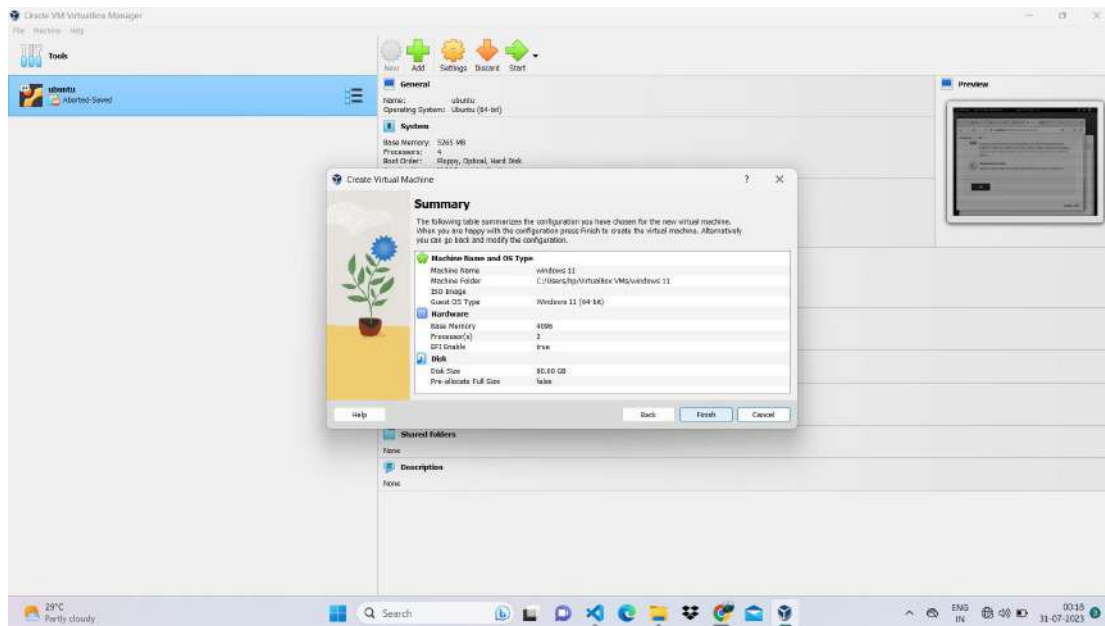 Oracle VM VirtualBox Manager
File Machine Help
Tools
New Add Settings Discard Start
ubuntu
Aborted-Saved
General
Name: ubuntu
Operating System: Ubuntu (64-bit)
System
Base Memory: 5265 MB
Processors: 4
Boot Order: Floppy, Optical, Hard Disk
Preview
Create Virtual Machine
? ×
Summary
The following table summarizes the configuration you have chosen for the new virtual machine.
When you are happy with the configuration press Finish to create the virtual machine. Alternatively
you can go back and modify the configuration.
Machine Name and OS Type
Machine Name windows 11
Machine Folder C:/Users/hp/VirtualBox VMs/windows 11
ISO Image
Guest OS Type Windows 11 (64-bit)
Hardware
Base Memory 4096
Processor(s) 2
EFI Enable true
Disk
Disk Size 80.00 GB
Pre-allocate Full Size false
Help Back Finish Cancel
Shared folders
None
Description
None
29°C
Partly cloudy
Search
ENG
IN
00:18
31-07-2023